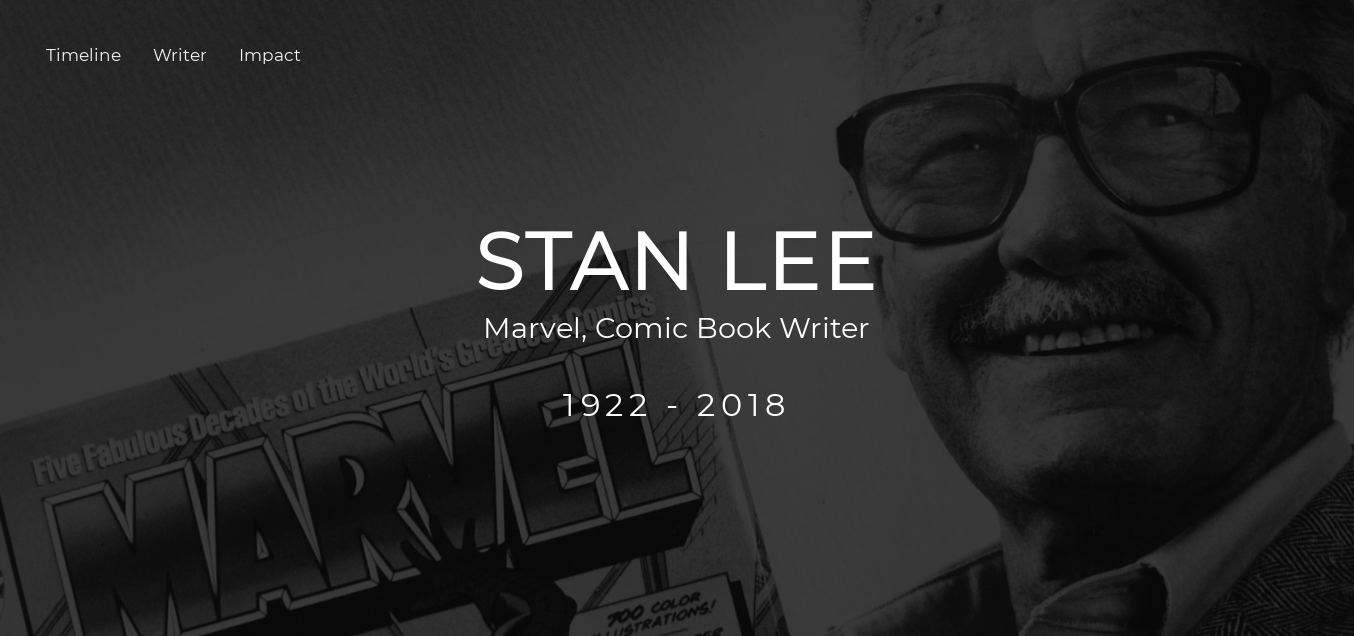 Timeline Writer Impact
STAN LEE
Marvel, Comic Book Writer
1922 - 2018
Five Fabulous Decades of the World's Greatest Comics
MARVEL
700 COLOR
ILLUSTRATIONS!